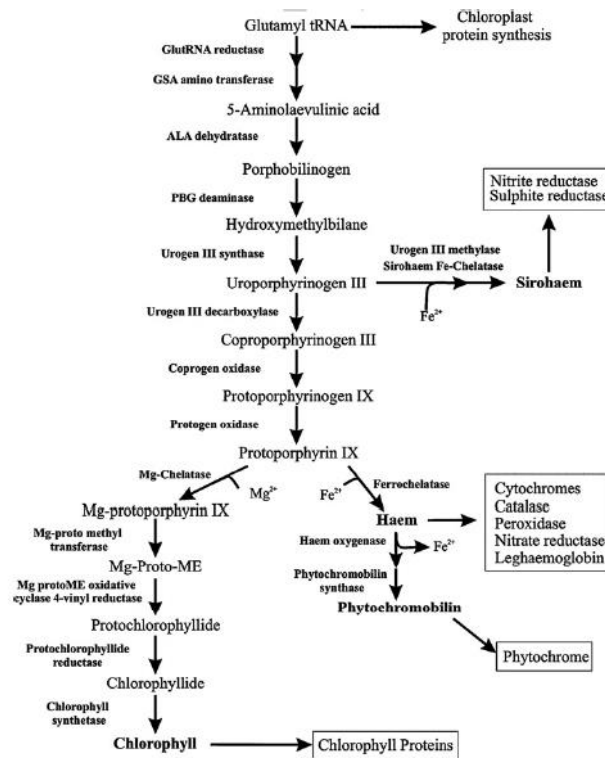 Glutamyl tRNA
Chloroplast
protein synthesis
GlutRNA reductase
GSA amino transferase
5-Aminolaevulinic acid
ALA dehydratase
Porphobilinogen
PBG deaminase
Nitrite reductase
Sulphite reductase
Hydroxymethylbilane
Urogen III synthase
Urogen III methylase
Sirohaem Fe-Chelatase
Uroporphyrinogen III
Sirohaem
Fe²⁺
Urogen III decarboxylase
Coproporphyrinogen III
Coprogen oxidase
Protoporphyrinogen IX
Protogen oxidase
Protoporphyrin IX
Mg-Chelatase
Mg²⁺
Fe²⁺
Ferrochelatase
Mg-protoporphyrin IX
Haem
Cytochromes
Catalase
Peroxidase
Nitrate reductase
Leghaemoglobin
Mg-proto methyl
transferase
Haem oxygenase
Fe²⁺
Mg-Proto-ME
Phytochromobilin
synthase
Mg protoME oxidative
cyclase 4-vinyl reductase
Phytochromobilin
Protochlorophyllide
Protochlorophyllide
reductase
Phytochrome
Chlorophyllide
Chlorophyll
synthetase
Chlorophyll
Chlorophyll Proteins